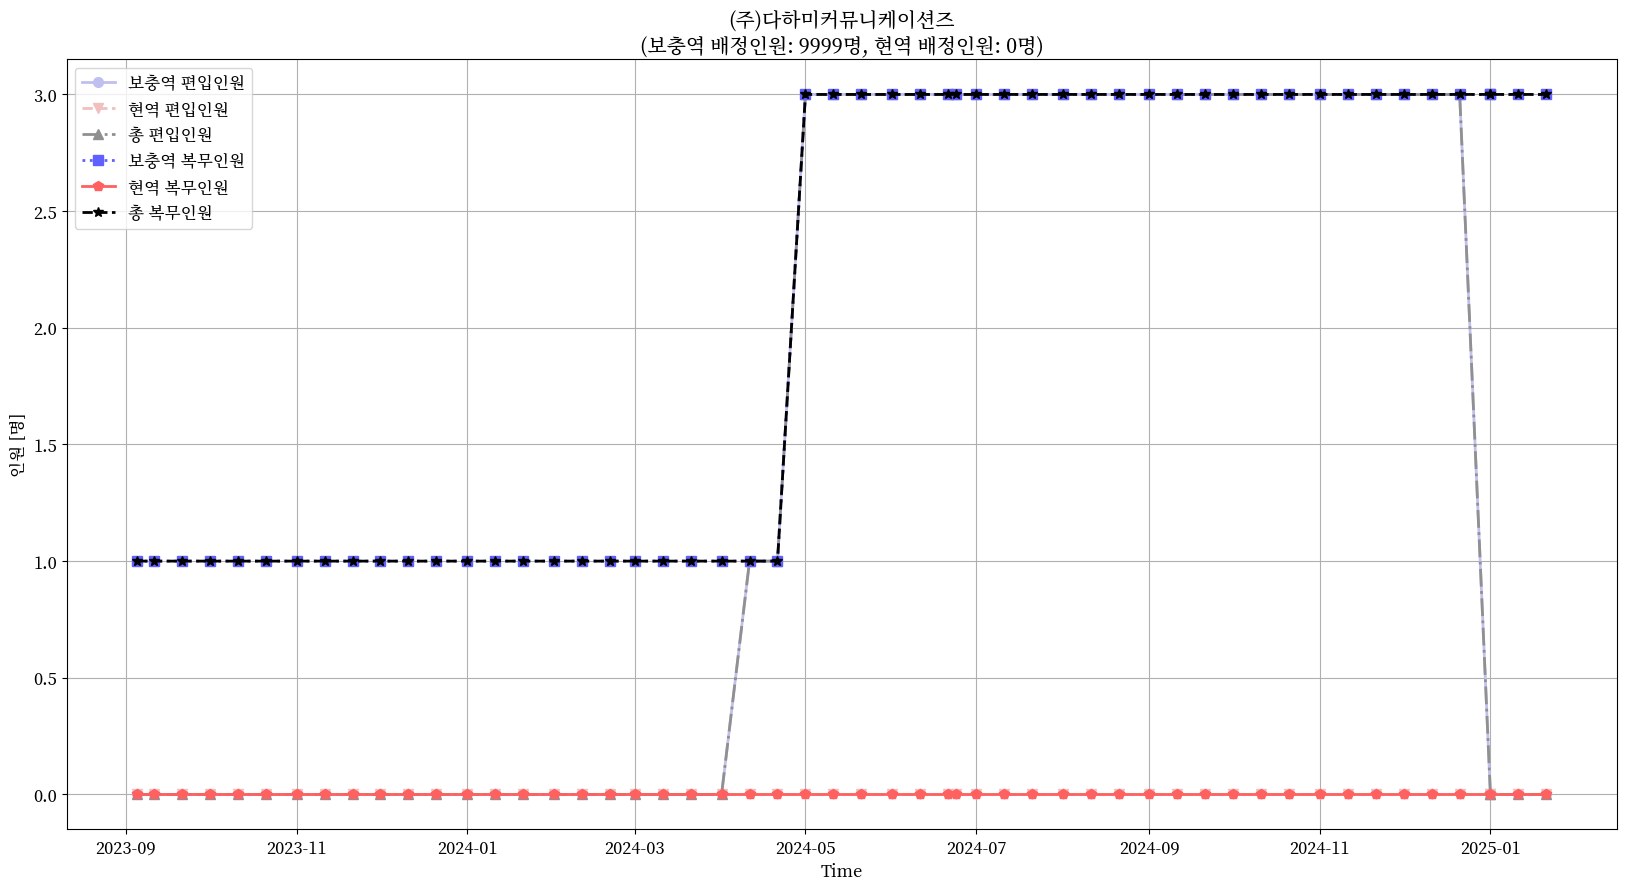 (주)다하미커뮤니케이션즈
(보충역 배정인원: 9999명, 현역 배정인원: 0명)
보충역 편입인원
현역 편입인원
총 편입인원
보충역 복무인원
현역 복무인원
총 복무인원
3.0
2.5
2.0
1.5
1.0
0.5
0.0
인원 [명]
2023-09 2023-11 2024-01 2024-03 2024-05 2024-07 2024-09 2024-11 2025-01
Time